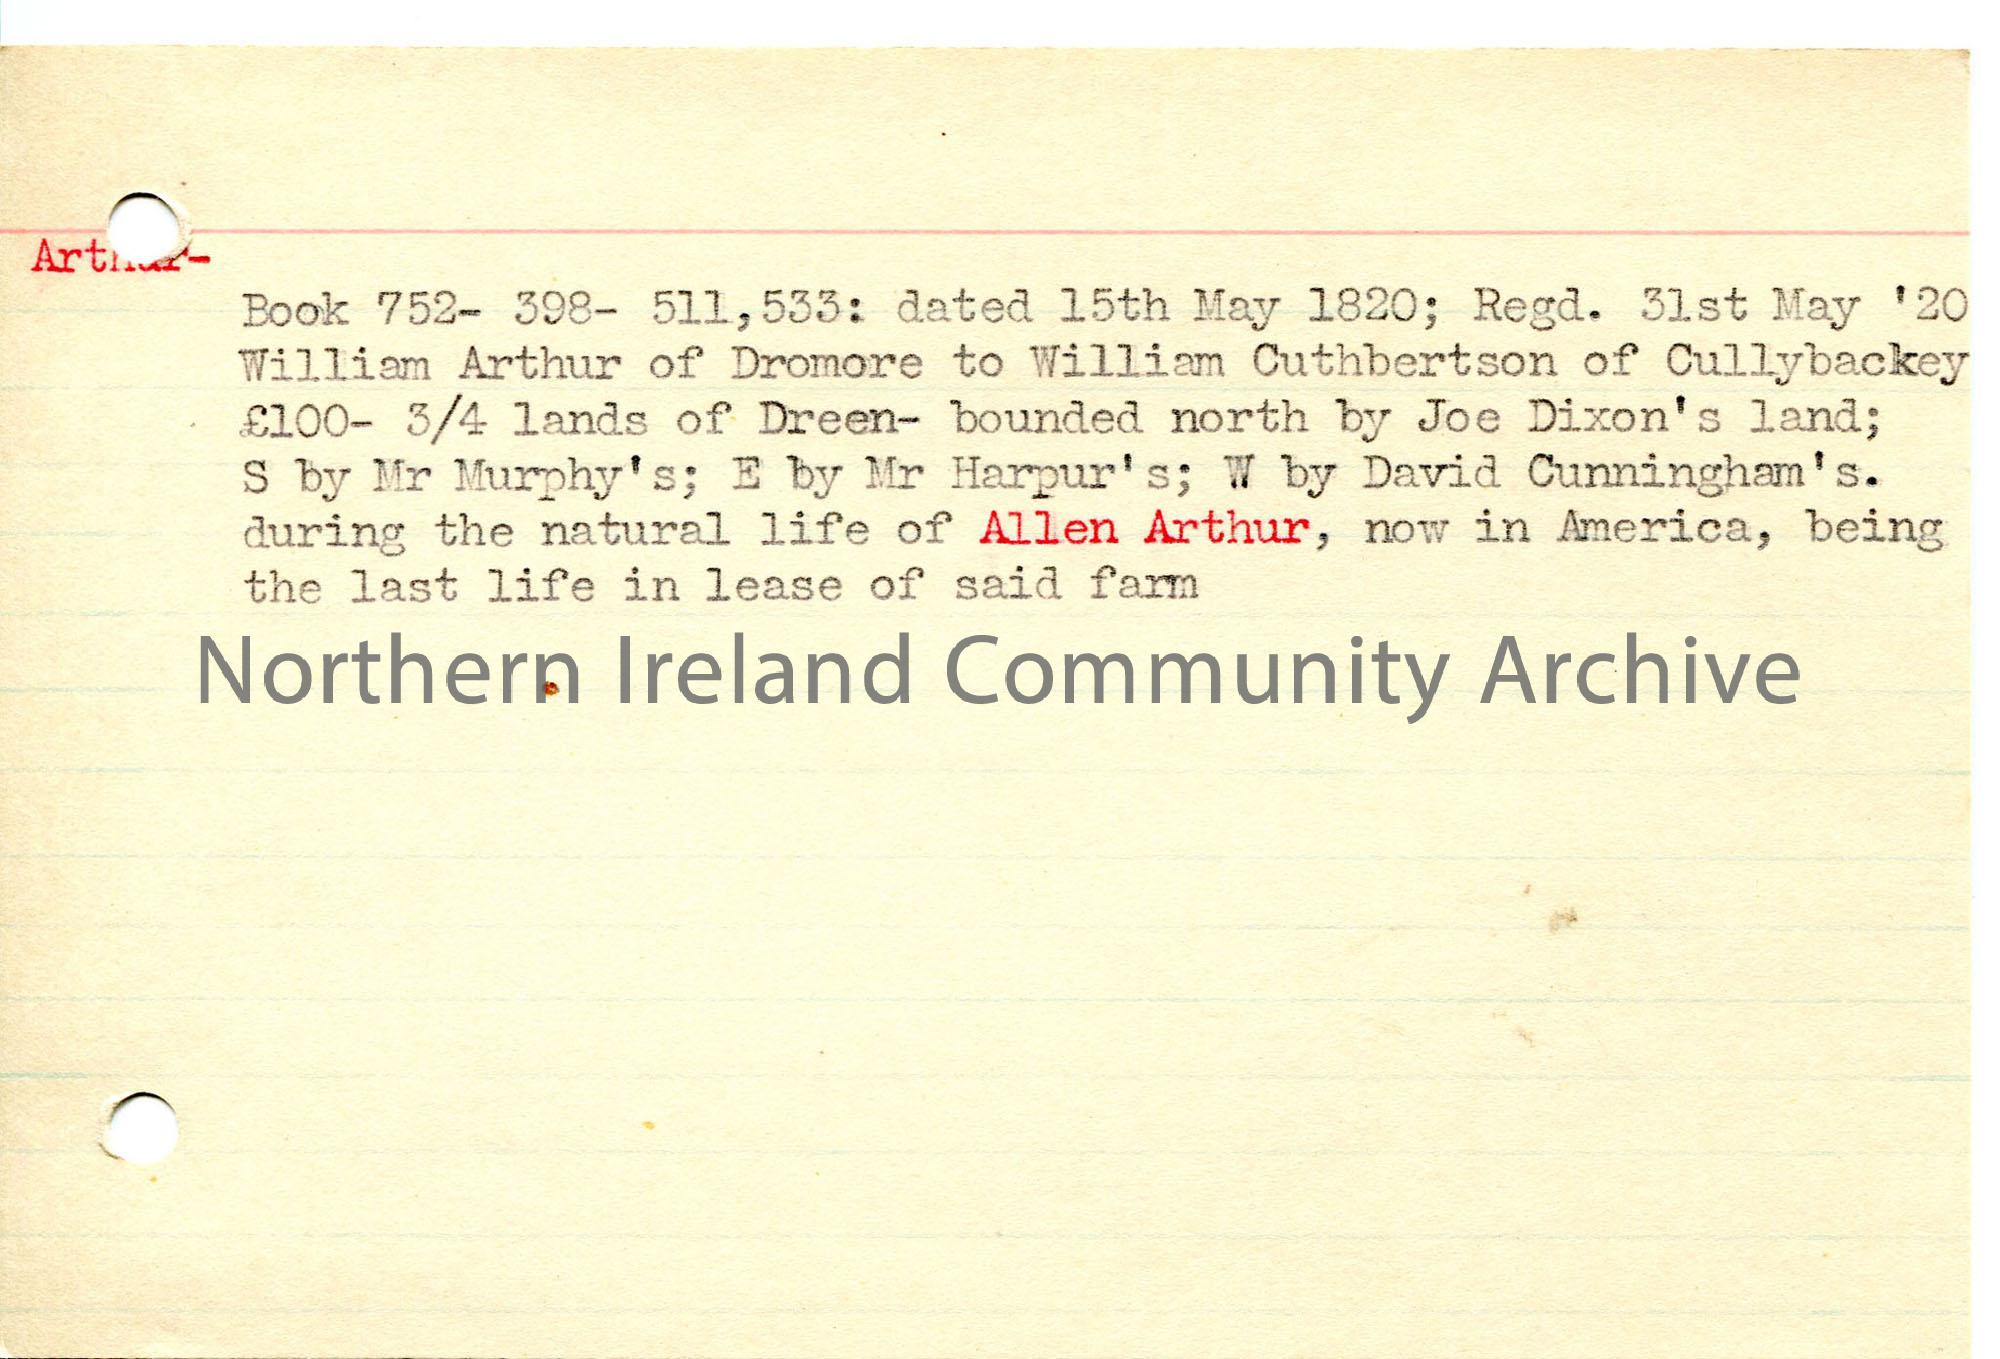 Arthur-
Book 752- 398- 511,533: dated 15th May 1820; Regd. 31st May '20
William Arthur of Dromore to William Cuthbertson of Cullybackey
£100- 3/4 lands of Dreen- bounded north by Joe Dixon's land;
S by Mr Murphy's; E by Mr Harpur's; W by David Cunningham's.
during the natural life of Allen Arthur, now in America, being
the last life in lease of said farm
Northern Ireland Community Archive